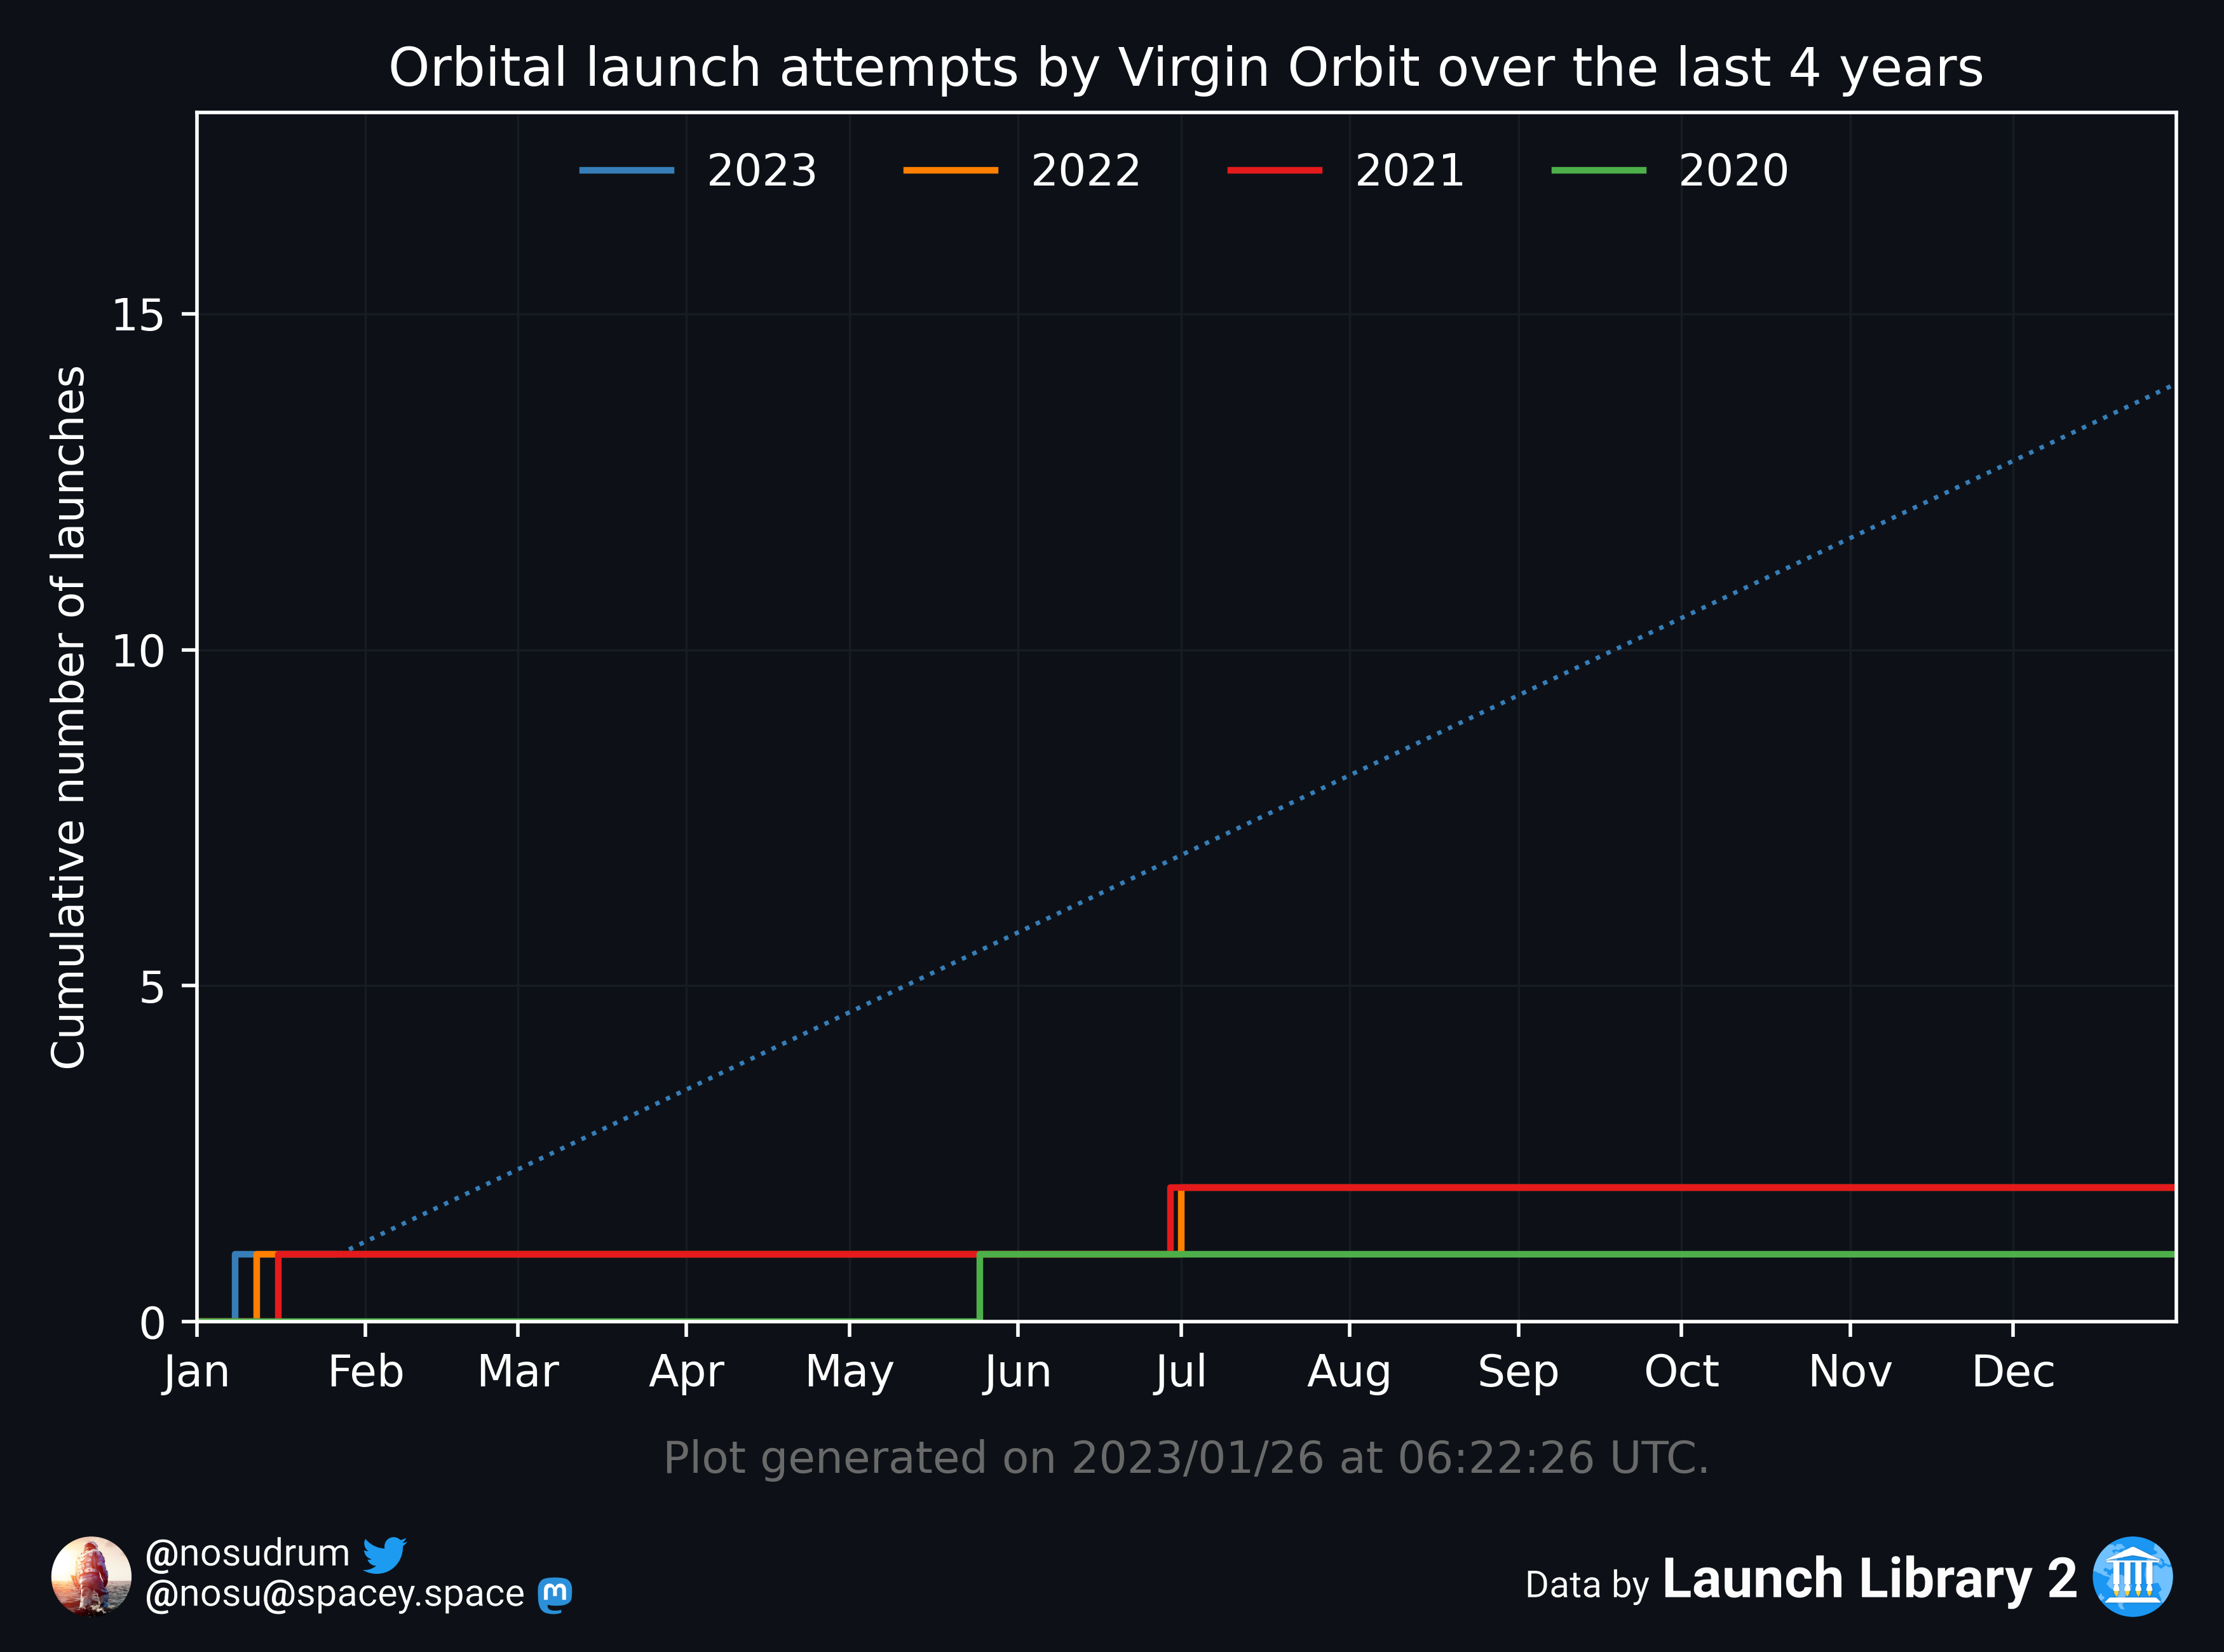 Orbital launch attempts by Virgin Orbit over the last 4 years
2023 2022 2021 2020
Cumulative number of launches
15
10
5
0
Jan Feb Mar Apr May Jun Jul Aug Sep Oct Nov Dec
Plot generated on 2023/01/26 at 06:22:26 UTC.
@nosudrum
@nosu@spacey.space
Data by Launch Library 2